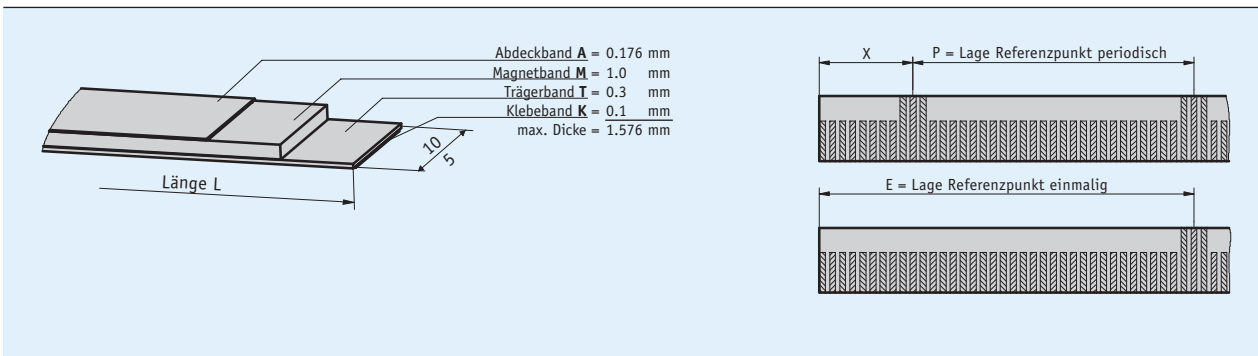 Abdeckband A = 0.176 mm
Magnetband M = 1.0 mm
Trägerband T = 0.3 mm
Klebeband K = 0.1 mm
max. Dicke = 1.576 mm
10
5
Länge L
X
P = Lage Referenzpunkt periodisch
E = Lage Referenzpunkt einmalig